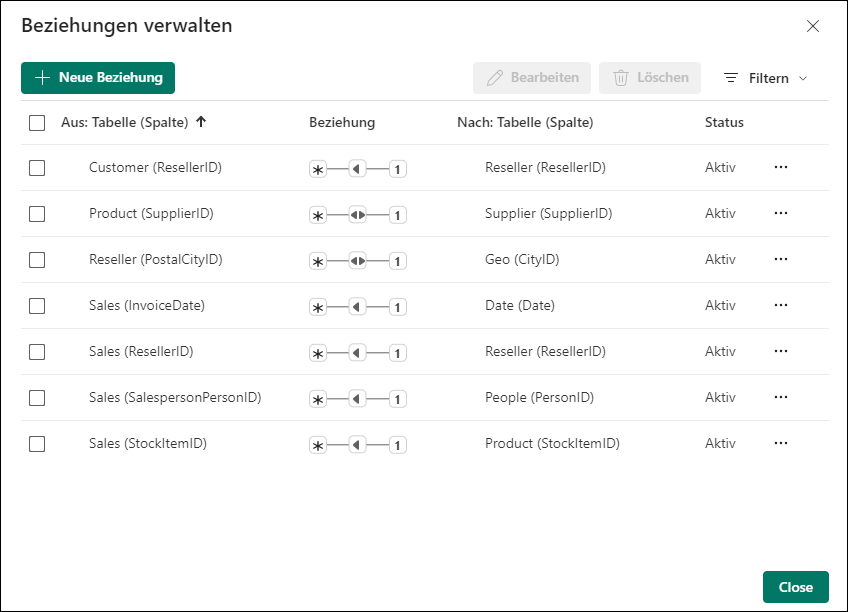 Beziehungen verwalten
Neue Beziehung Bearbeiten Löschen Filtern
Aus: Tabelle (Spalte) Beziehung Nach: Tabelle (Spalte) Status
Customer (ResellerID) * 1 Reseller (ResellerID) Aktiv ...
Product (SupplierID) * 1 Supplier (SupplierID) Aktiv ...
Reseller (PostalCityID) * 1 Geo (CityID) Aktiv ...
Sales (InvoiceDate) * 1 Date (Date) Aktiv ...
Sales (ResellerID) * 1 Reseller (ResellerID) Aktiv ...
Sales (SalespersonPersonID) * 1 People (PersonID) Aktiv ...
Sales (StockItemID) * 1 Product (StockItemID) Aktiv ...
Close